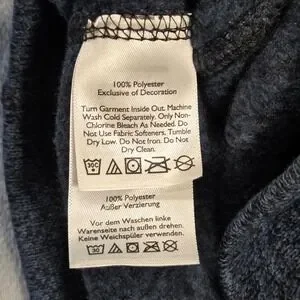 100% Polyester
Exclusive of Decoration
Turn Garment Inside Out. Machine
Wash Cold Separately. Only Non-
Chlorine Bleach As Needed. Do
Not Use Fabric Softeners. Tumble
Dry Low. Do Not Iron. Do Not
Dry Clean.
30C
100% Polyester
Außer Verzierung
Vor dem Waschen linke
Warenseite nach außen drehen.
Keine Weichspüler verwenden.
30